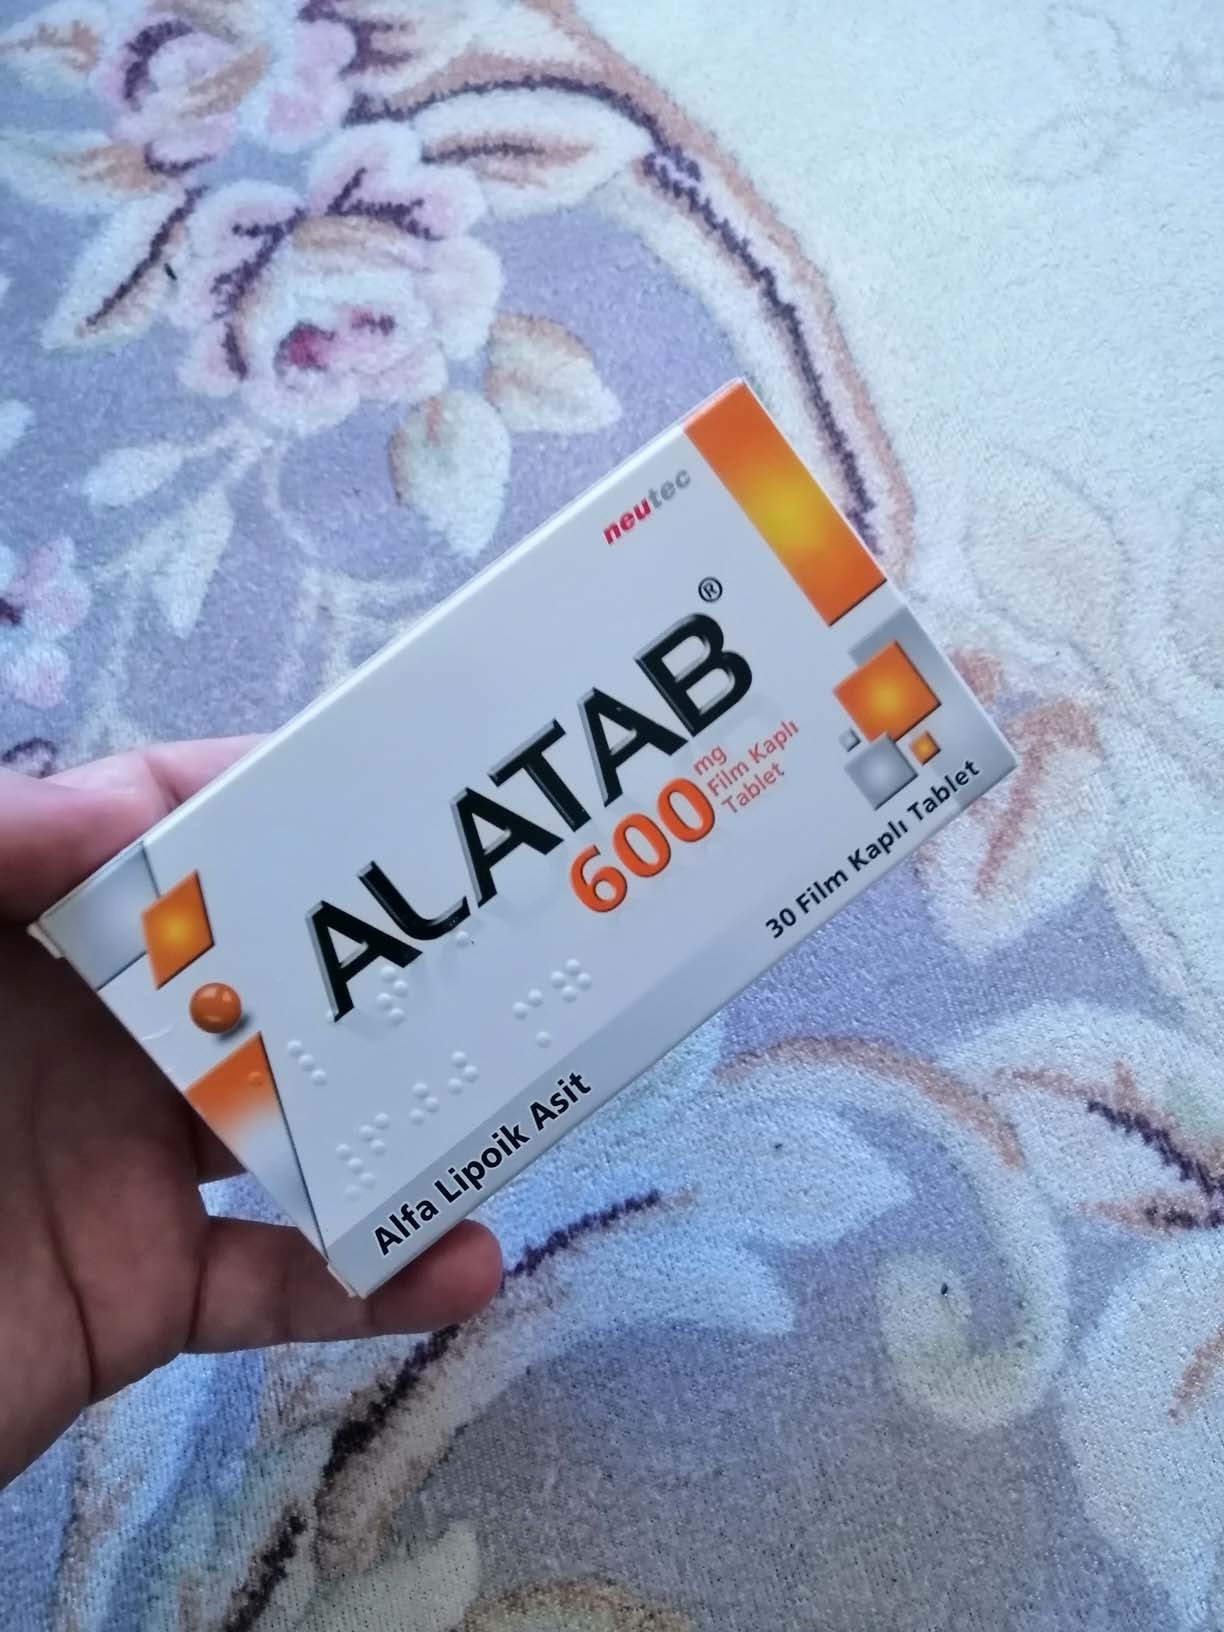 neutec
ALATAB®
600 mg
Film Kaplı
Tablet
30 Film Kaplı Tablet
Alfa Lipoik Asit